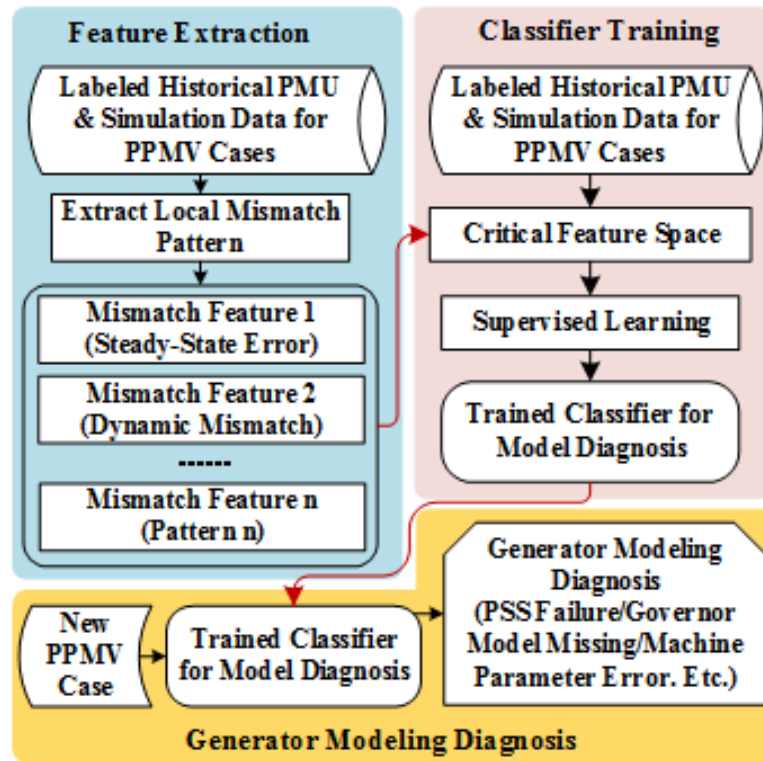 Feature Extraction
Labeled Historical PMU
& Simulation Data for
PPMV Cases
Extract Local Mismatch
Pattern
Mismatch Feature 1
(Steady-State Error)
Mismatch Feature 2
(Dynamic Mismatch)
------
Mismatch Feature n
(Pattern n)
Classifier Training
Labeled Historical PMU
& Simulation Data for
PPMV Cases
Critical Feature Space
Supervised Learning
Trained Classifier for
Model Diagnosis
New
PPMV
Case
Trained Classifier
for Model Diagnosis
Generator Modeling
Diagnosis
(PSS Failure/Governor
Model Missing/Machine
Parameter Error. Etc.)
Generator Modeling Diagnosis